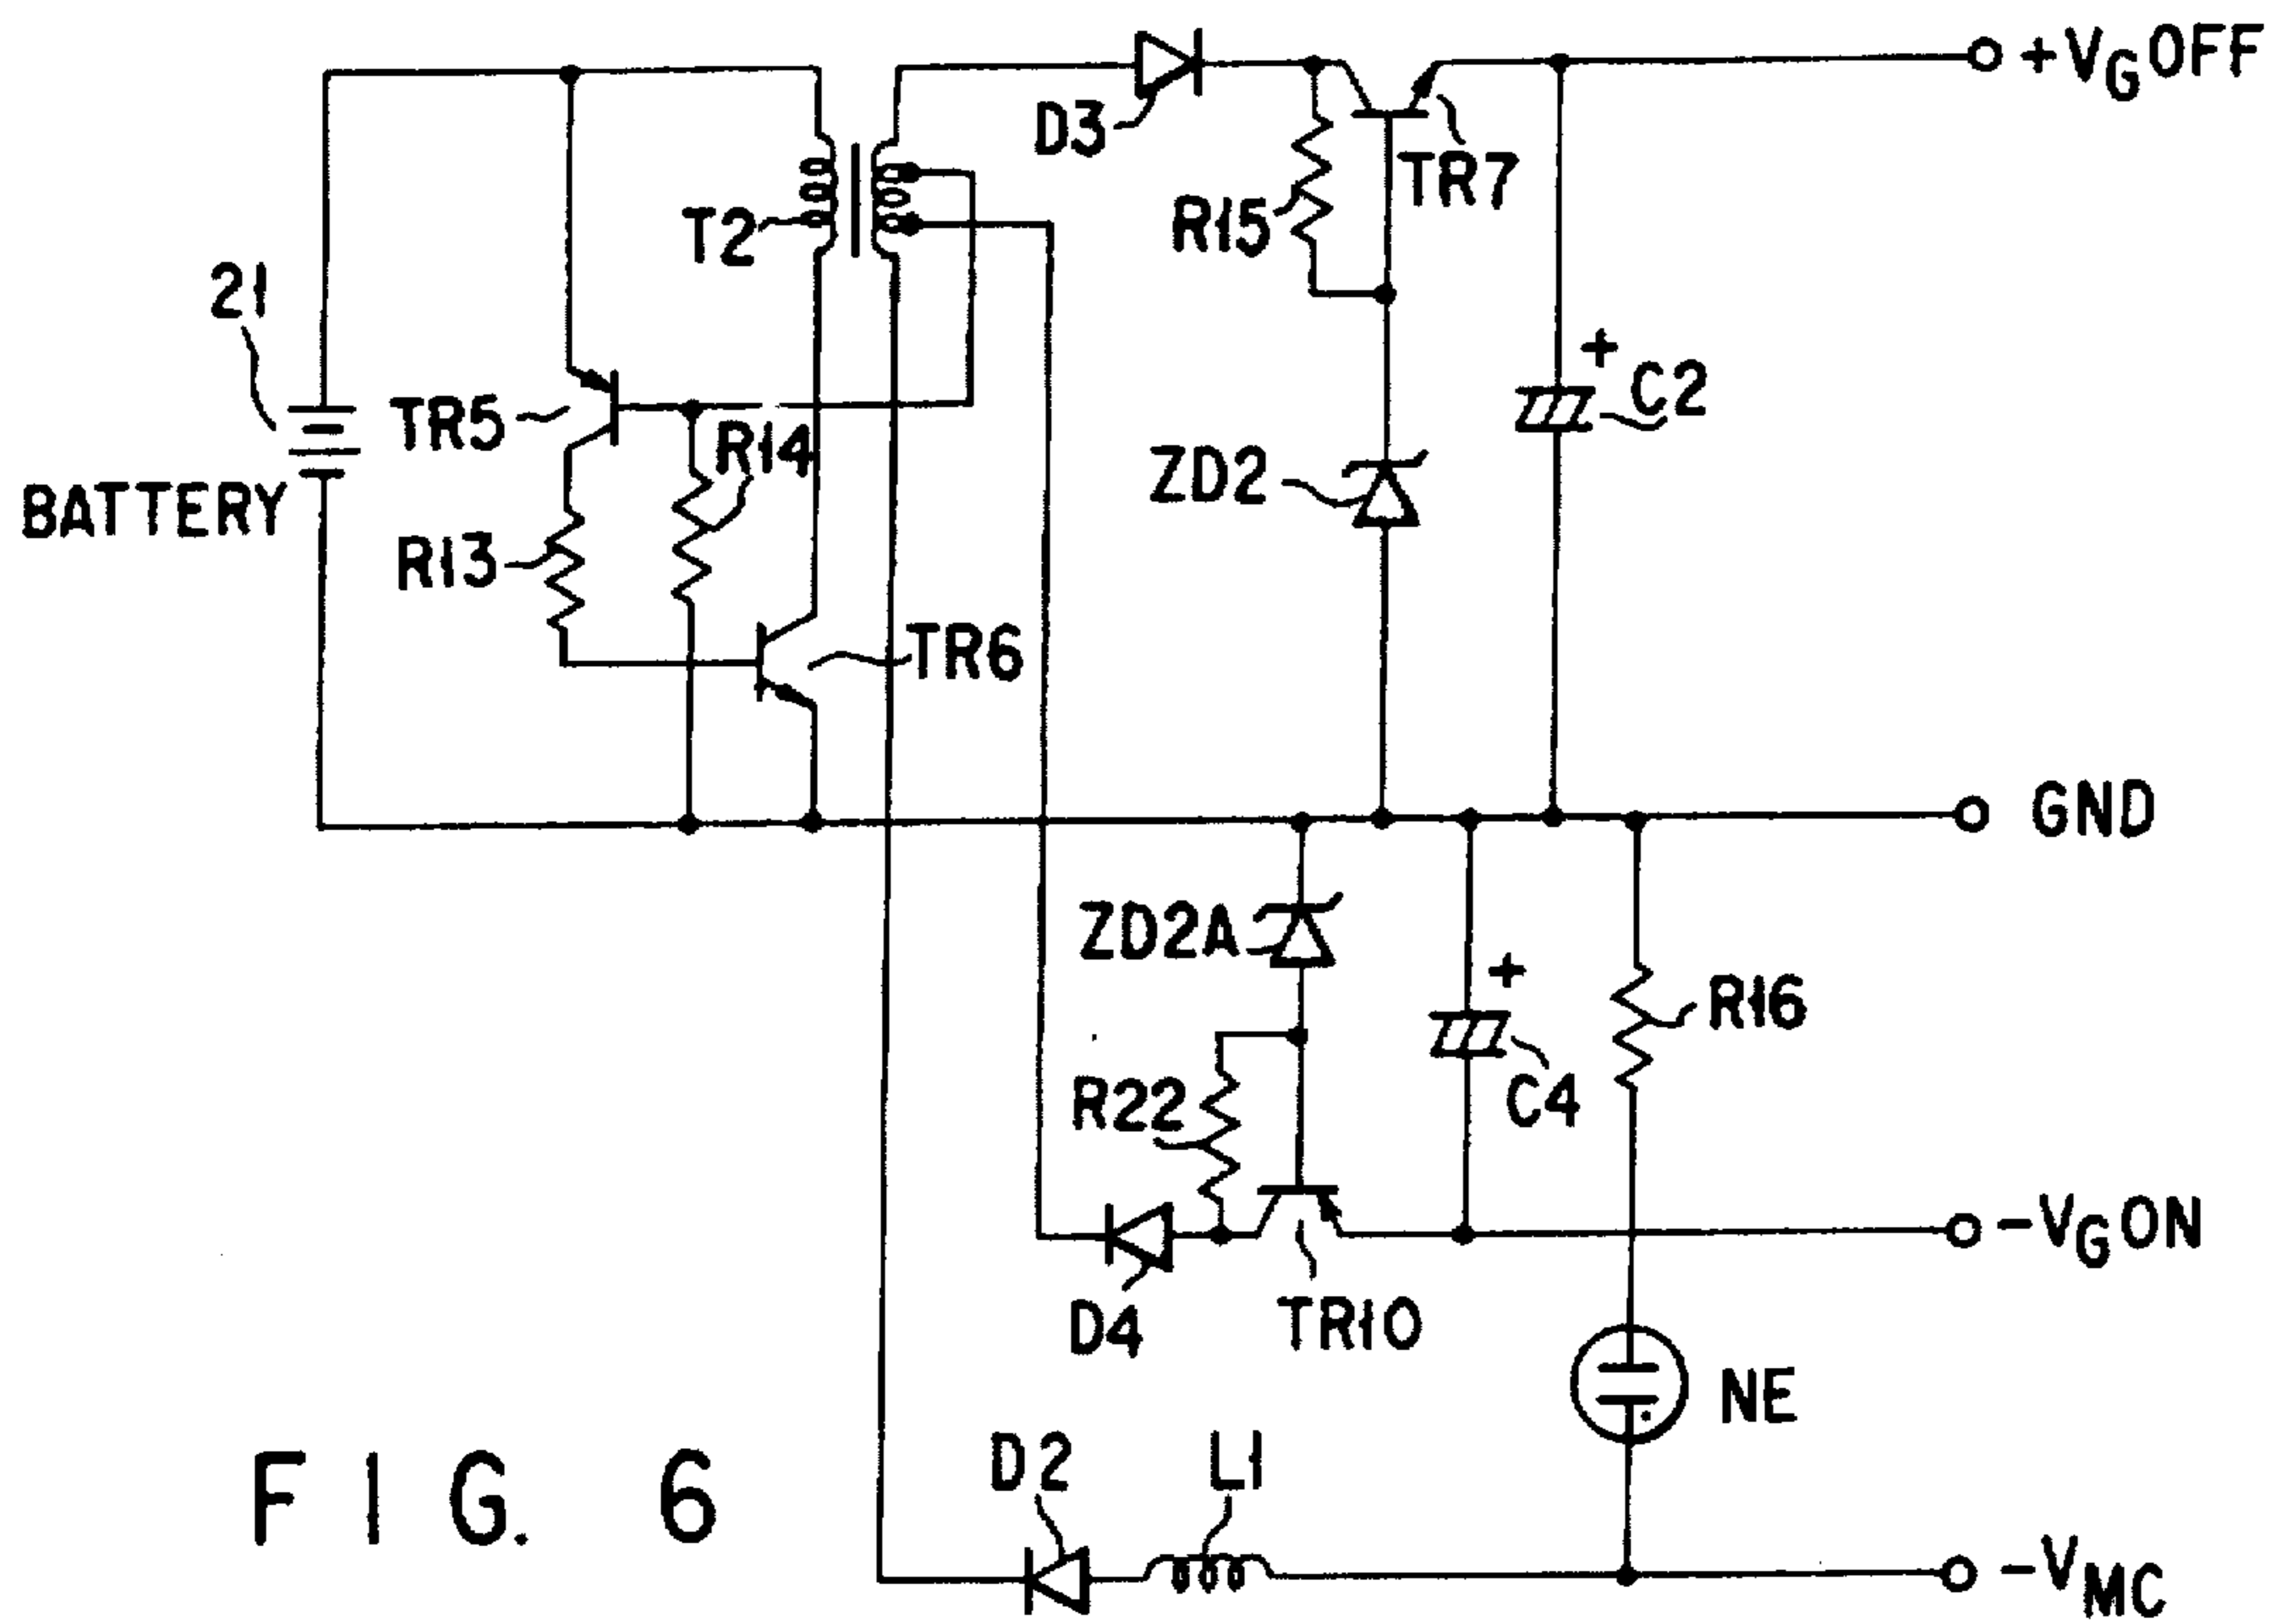 +VGOFF
D3
TR7
R15
T2
21
+
C2
TR5
R14
ZD2
BATTERY
R13
TR6
GND
ZD2A
+
R16
R22
C4
-VGON
D4
TR10
NE
D2
L1
FIG. 6
-VMC